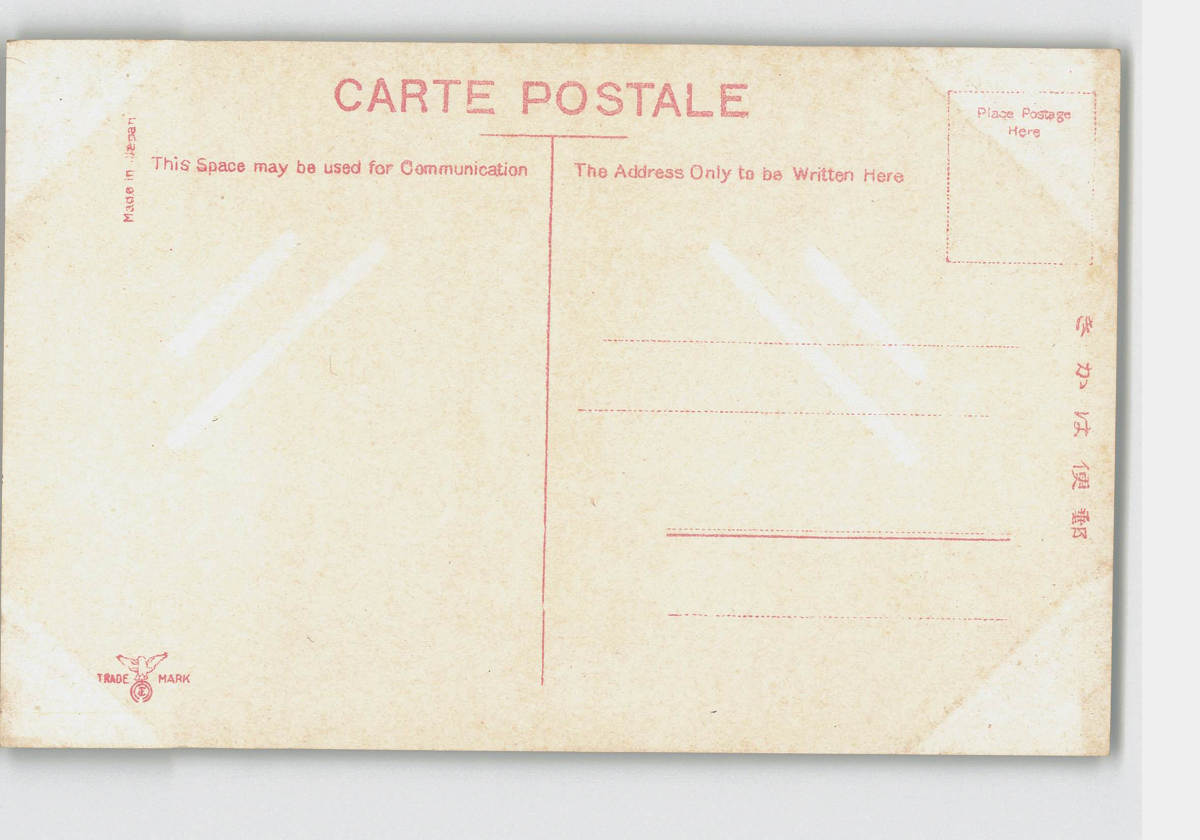 CARTE POSTALE
Made in Japan
This Space may be used for Communication
The Address Only to be Written Here
Place Postage
Here
郵便はかき
TRADE MARK